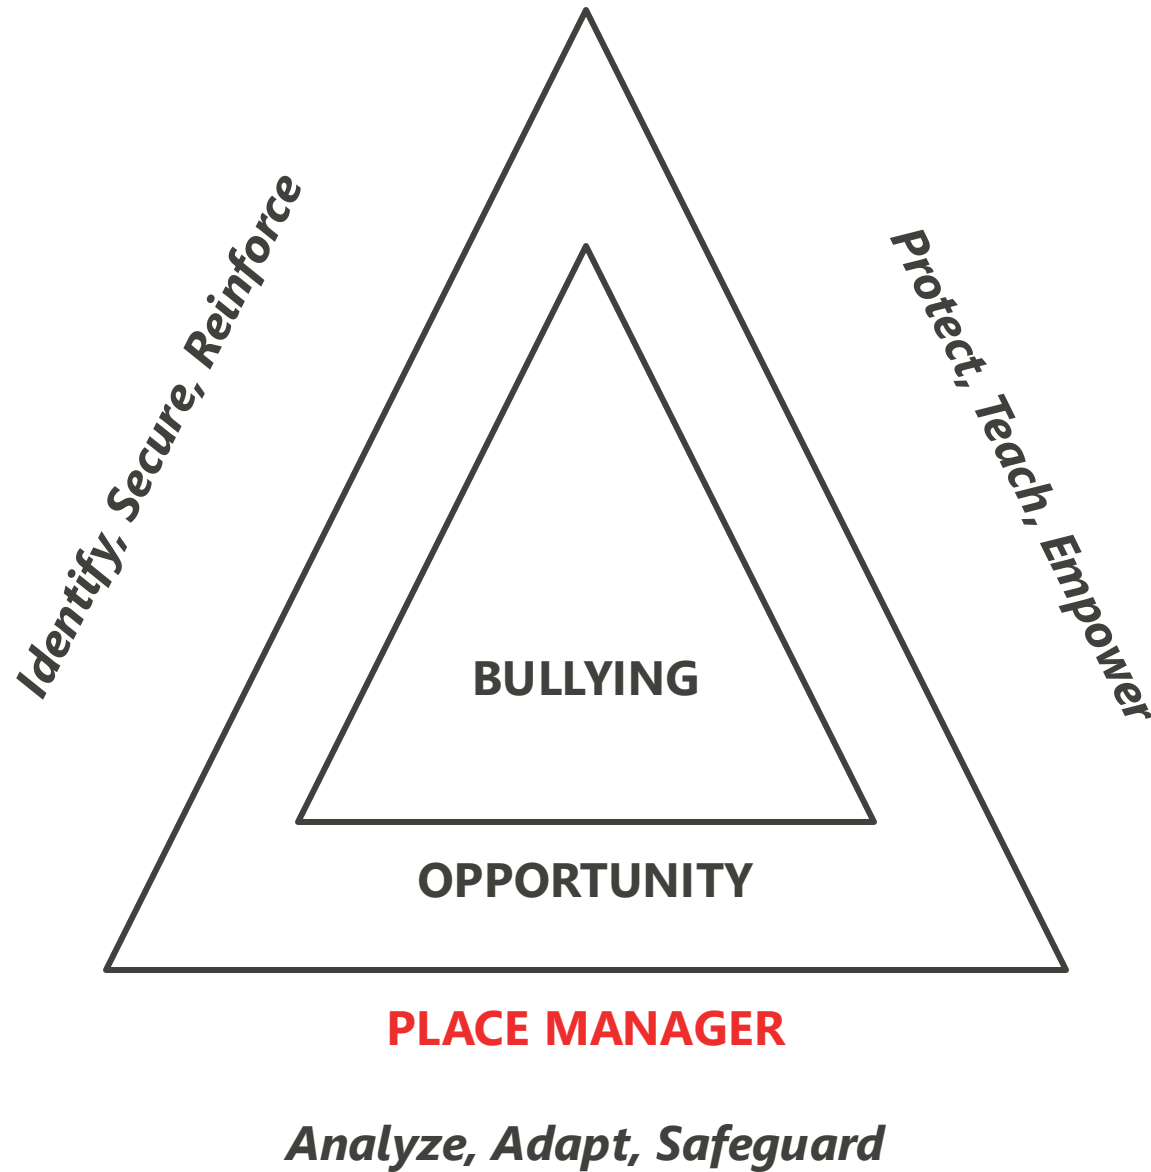 Identify, Secure, Reinforce
Protect, Teach, Empower
BULLYING
OPPORTUNITY
PLACE MANAGER
Analyze, Adapt, Safeguard